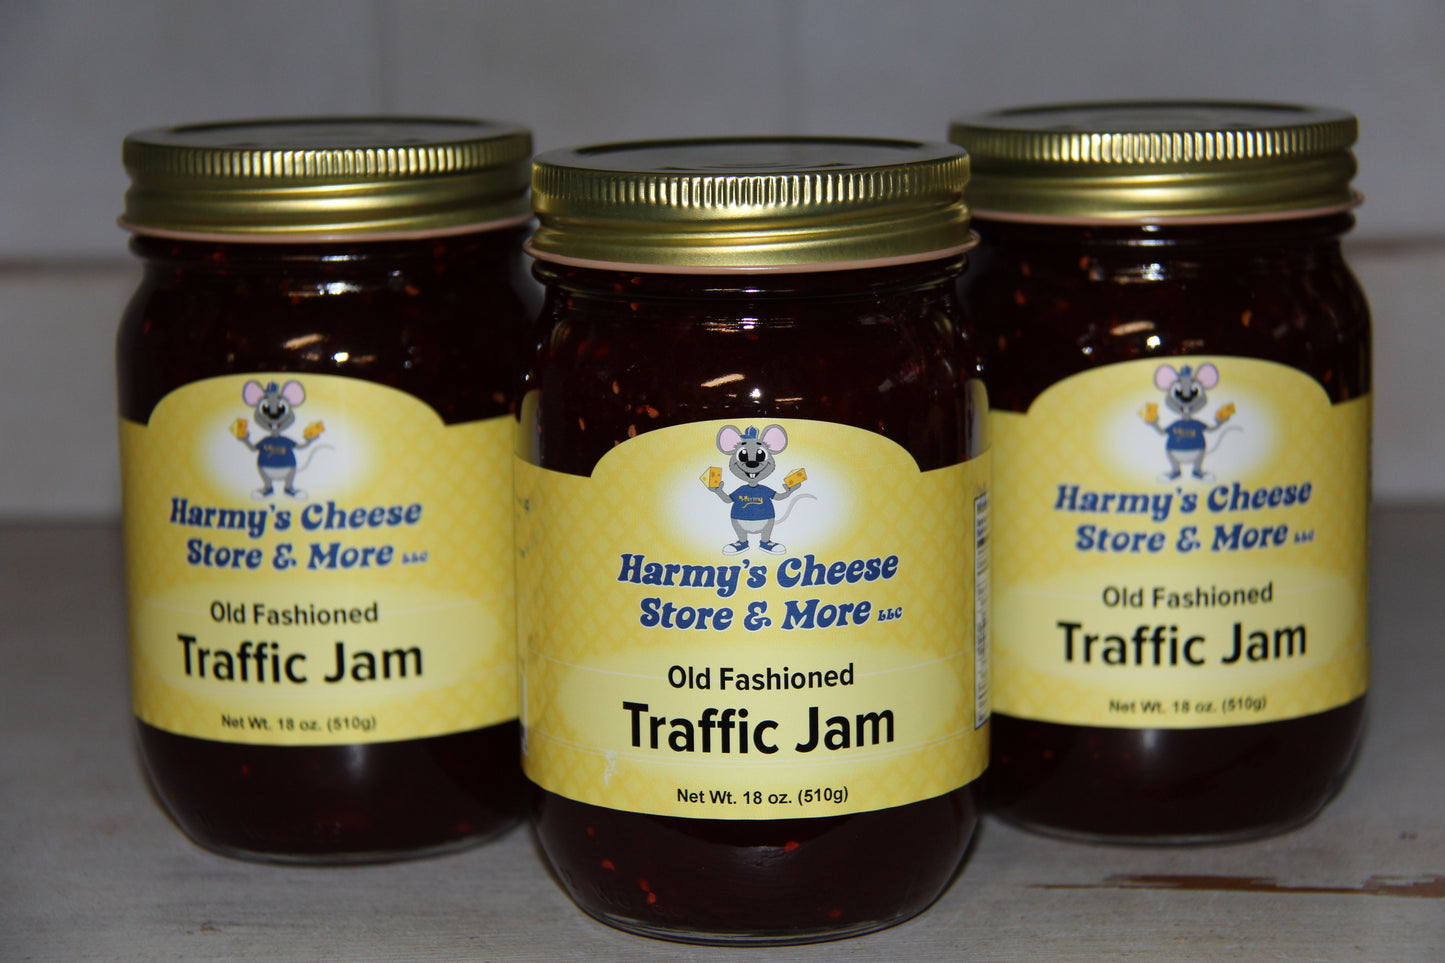 Harmy's Cheese
Store & More LLC
Old Fashioned
Traffic Jam
Net Wt. 18 oz. (510g)
Harmy's Cheese
Store & More LLC
Old Fashioned
Traffic Jam
Net Wt. 18 oz. (510g)
Harmy's Cheese
Store & More LLC
Old Fashioned
Traffic Jam
Net Wt. 18 oz. (510g)